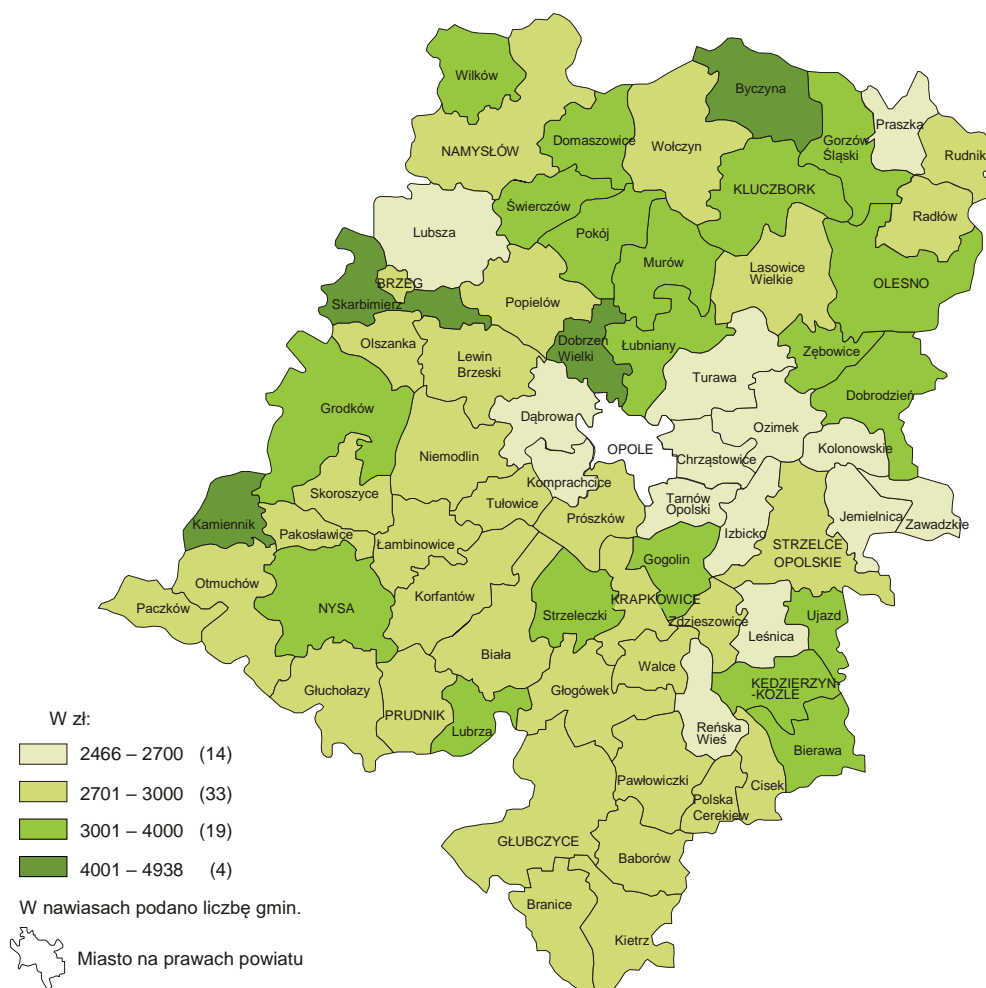 Wilków
Byczyna
Praszka
Domaszowice
Gorzów
Śląski
NAMYSŁÓW
Wołczyn
Rudnik
KLUCZBORK
Świerczów
Radłów
Lubsza
Pokój
Murów
Lasowice
Wielkie
OLESNO
BRZEG
Skarbimierz
Popielów
Olszanka
Dobrzeń
Wielki
Łubniany
Zębowice
Lewin
Brzeski
Turawa
Dobrodzień
Grodków
Dąbrowa
Ozimek
OPOLE
Kolonowskie
Niemodlin
Chrząstowice
Komprachcice
Skoroszyce
Tułowice
Tarnów
Opolski
Prószków
Jemielnica
Zawadzkie
Kamiennik
Pakosławice
Izbicko
Łambinowice
STRZELCE
OPOLSKIE
Gogolin
Otmuchów
Korfantów
KRAPKOWICE
Paczków
NYSA
Strzeleczki
Ujazd
Zdzieszowice
Leśnica
Biała
Walce
Głuchołazy
Głogówek
KĘDZIERZYN-
-KOŹLE
PRUDNIK
Lubrza
Reńska
Wieś
Bierawa
Pawłowiczki
Cisek
Polska
Cerekiew
GŁUBCZYCE
Baborów
Branice
Kietrz
W zł:
2466 – 2700 (14)
2701 – 3000 (33)
3001 – 4000 (19)
4001 – 4938 (4)
W nawiasach podano liczbę gmin.
Miasto na prawach powiatu